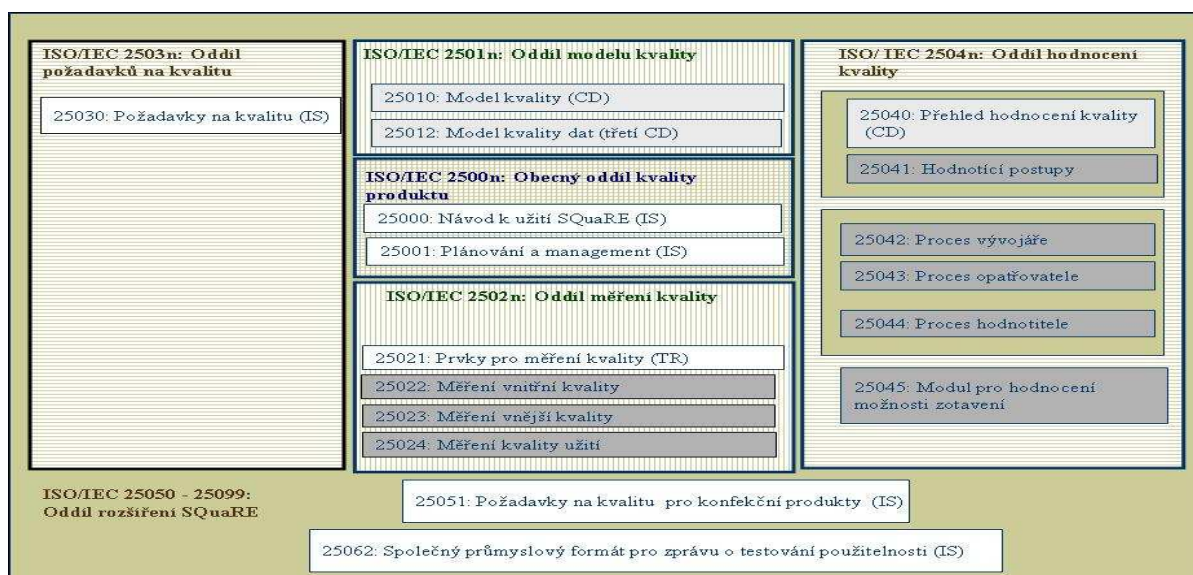 ISO/IEC 2503n: Oddíl
požadavků na kvalitu
25030: Požadavky na kvalitu (IS)
ISO/IEC 2501n: Oddíl modelu kvality
25010: Model kvality (CD)
25012: Model kvality dat (třetí CD)
ISO/IEC 2500n: Obecný oddíl kvality
produktu
25000: Návod k užití SQuaRE (IS)
25001: Plánování a management (IS)
ISO/IEC 2502n: Oddíl měření kvality
25021: Prvky pro měření kvality (TR)
25022: Měření vnitřní kvality
25023: Měření vnější kvality
25024: Měření kvality užití
ISO/ IEC 2504n: Oddíl hodnocení
kvality
25040: Přehled hodnocení kvality
(CD)
25041: Hodnotící postupy
25042: Proces vývojáře
25043: Proces opatřovatele
25044: Proces hodnotitele
25045: Modul pro hodnocení
možnosti zotavení
ISO/IEC 25050 - 25099:
Oddíl rozšíření SQuaRE
25051: Požadavky na kvalitu pro konfekční produkty (IS)
25062: Společný průmyslový formát pro zprávu o testování použitelnosti (IS)